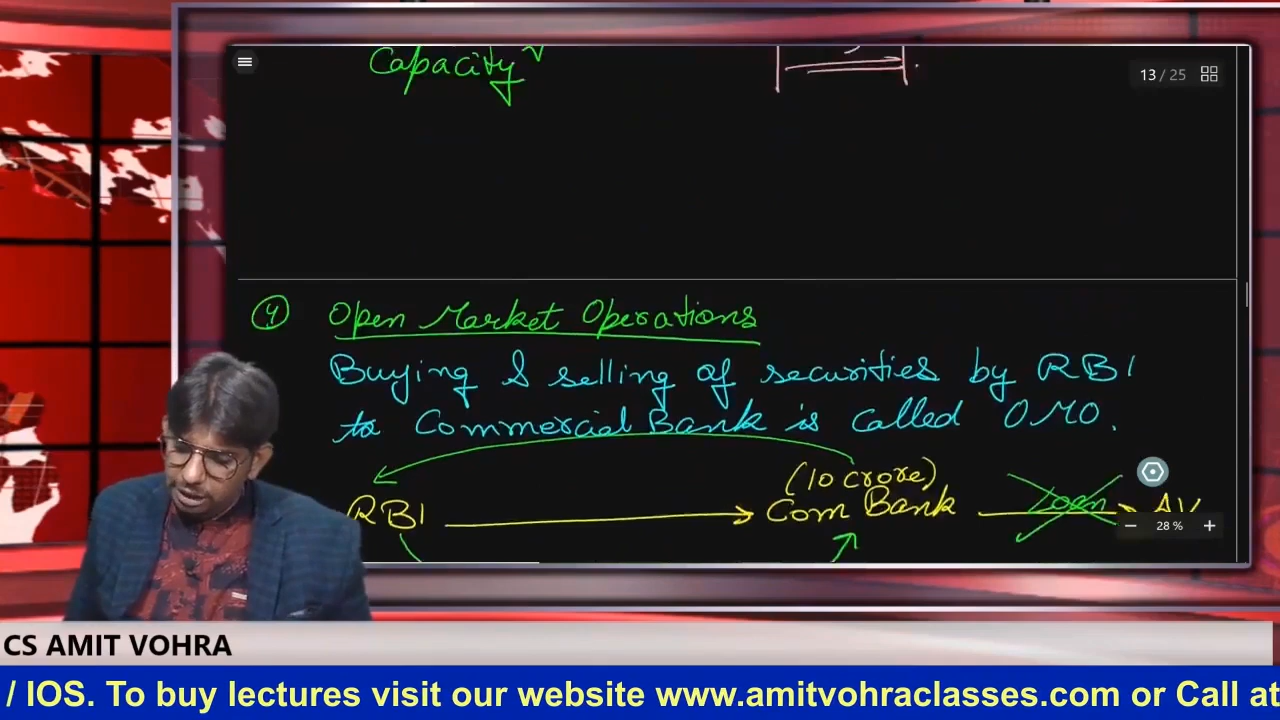 Capacity
13 / 25
④ Open Market Operations
Buying & selling of securities by RBI
to Commercial Bank is called OMO.
(10 crore)
RBI Com Bank Loan AV
28 %
CS AMIT VOHRA
/ IOS. To buy lectures visit our website www.amitvohraclasses.com or Call at